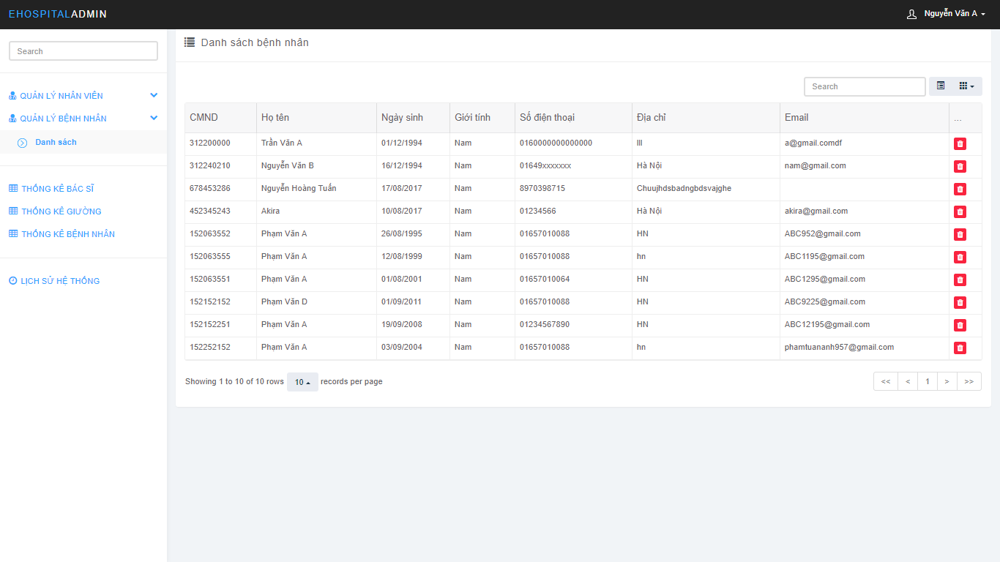 EHOSPITALADMIN
Nguyễn Văn A
Search
QUẢN LÝ NHÂN VIÊN
QUẢN LÝ BỆNH NHÂN
Danh sách
THỐNG KÊ BÁC SĨ
THỐNG KÊ GIƯỜNG
THỐNG KÊ BỆNH NHÂN
LỊCH SỬ HỆ THỐNG
Danh sách bệnh nhân
Search
CMND Họ tên Ngày sinh Giới tính Số điện thoại Địa chỉ Email ...
312200000 Trần Văn A 01/12/1994 Nam 0160000000000000 lll a@gmail.comdf
312240210 Nguyễn Văn B 16/12/1994 Nam 01649xxxxxxx Hà Nội nam@gmail.com
678453286 Nguyễn Hoàng Tuấn 17/08/2017 Nam 8970398715 Chuujhdsbadngbdsvajghe
452345243 Akira 10/08/2017 Nam 01234566 Hà Nội akira@gmail.com
152063552 Phạm Văn A 26/08/1995 Nam 01657010088 HN ABC952@gmail.com
152063555 Phạm Văn A 12/08/1999 Nam 01657010088 hn ABC1195@gmail.com
152063551 Phạm Văn A 01/08/2001 Nam 01657010064 HN ABC1295@gmail.com
152152152 Phạm Văn D 01/09/2011 Nam 01657010088 HN ABC9225@gmail.com
152152251 Phạm Văn A 19/09/2008 Nam 01234567890 HN ABC12195@gmail.com
152252152 Phạm Văn A 03/09/2004 Nam 01657010088 hn phamtuananh957@gmail.com
Showing 1 to 10 of 10 rows 10 records per page
<< < 1 > >>